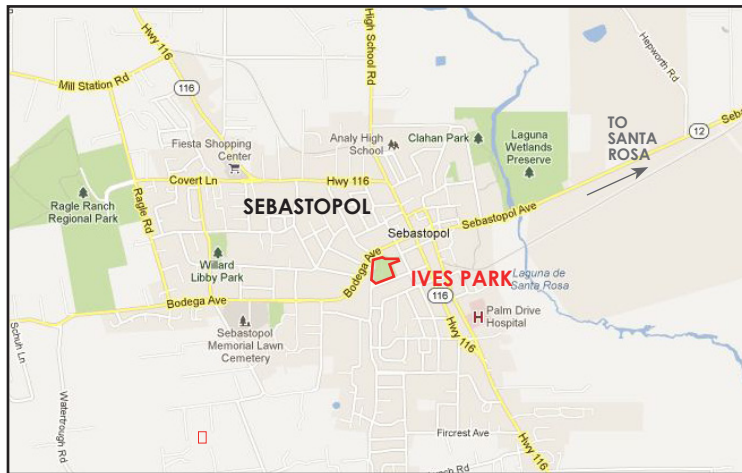 Hwy 116
High School Rd
Hepworth Rd
Mill Station Rd
116
Fiesta Shopping
Center
Analy High
School
Clahan Park
Laguna
Wetlands
Preserve
TO
SANTA
ROSA
12
Covert Ln
Hwy 116
Ragle Ranch
Regional Park
Ragle Rd
SEBASTOPOL
Sebastopol Ave
Sebastopol
Willard
Libby Park
Bodega Ave
IVES PARK
Laguna de
Santa Rosa
Bodega Ave
116
Palm Drive
Hospital
H
Sebastopol
Memorial Lawn
Cemetery
Schuh Ln
Hwy 116
Watertrough Rd
Fircrest Ave
Hwy 116